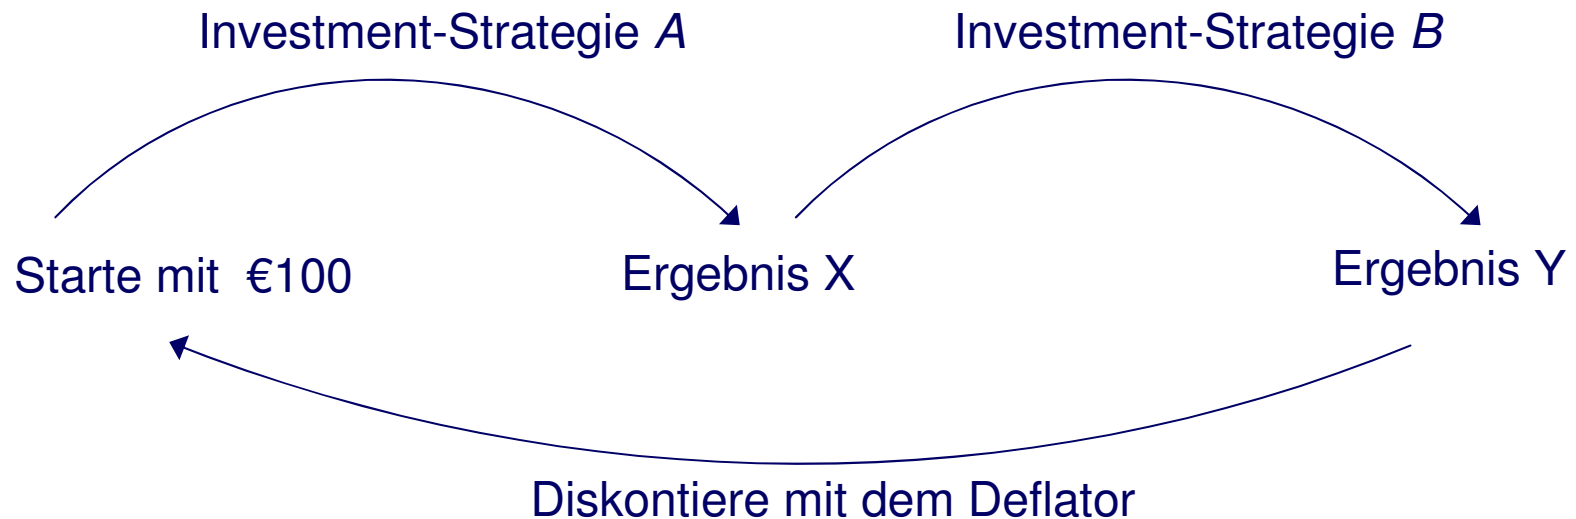 Investment-Strategie A
Investment-Strategie B
Starte mit €100
Ergebnis X
Ergebnis Y
Diskontiere mit dem Deflator